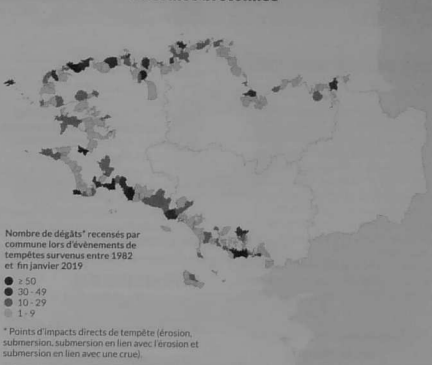 Nombre de dégâts* recensés par
commune lors d'évènements de
tempêtes survenus entre 1982
et fin janvier 2019
≥ 50
30 - 49
10 - 29
1 - 9
* Points d'impacts directs de tempête (érosion,
submersion, submersion en lien avec l'érosion et
submersion en lien avec une crue).